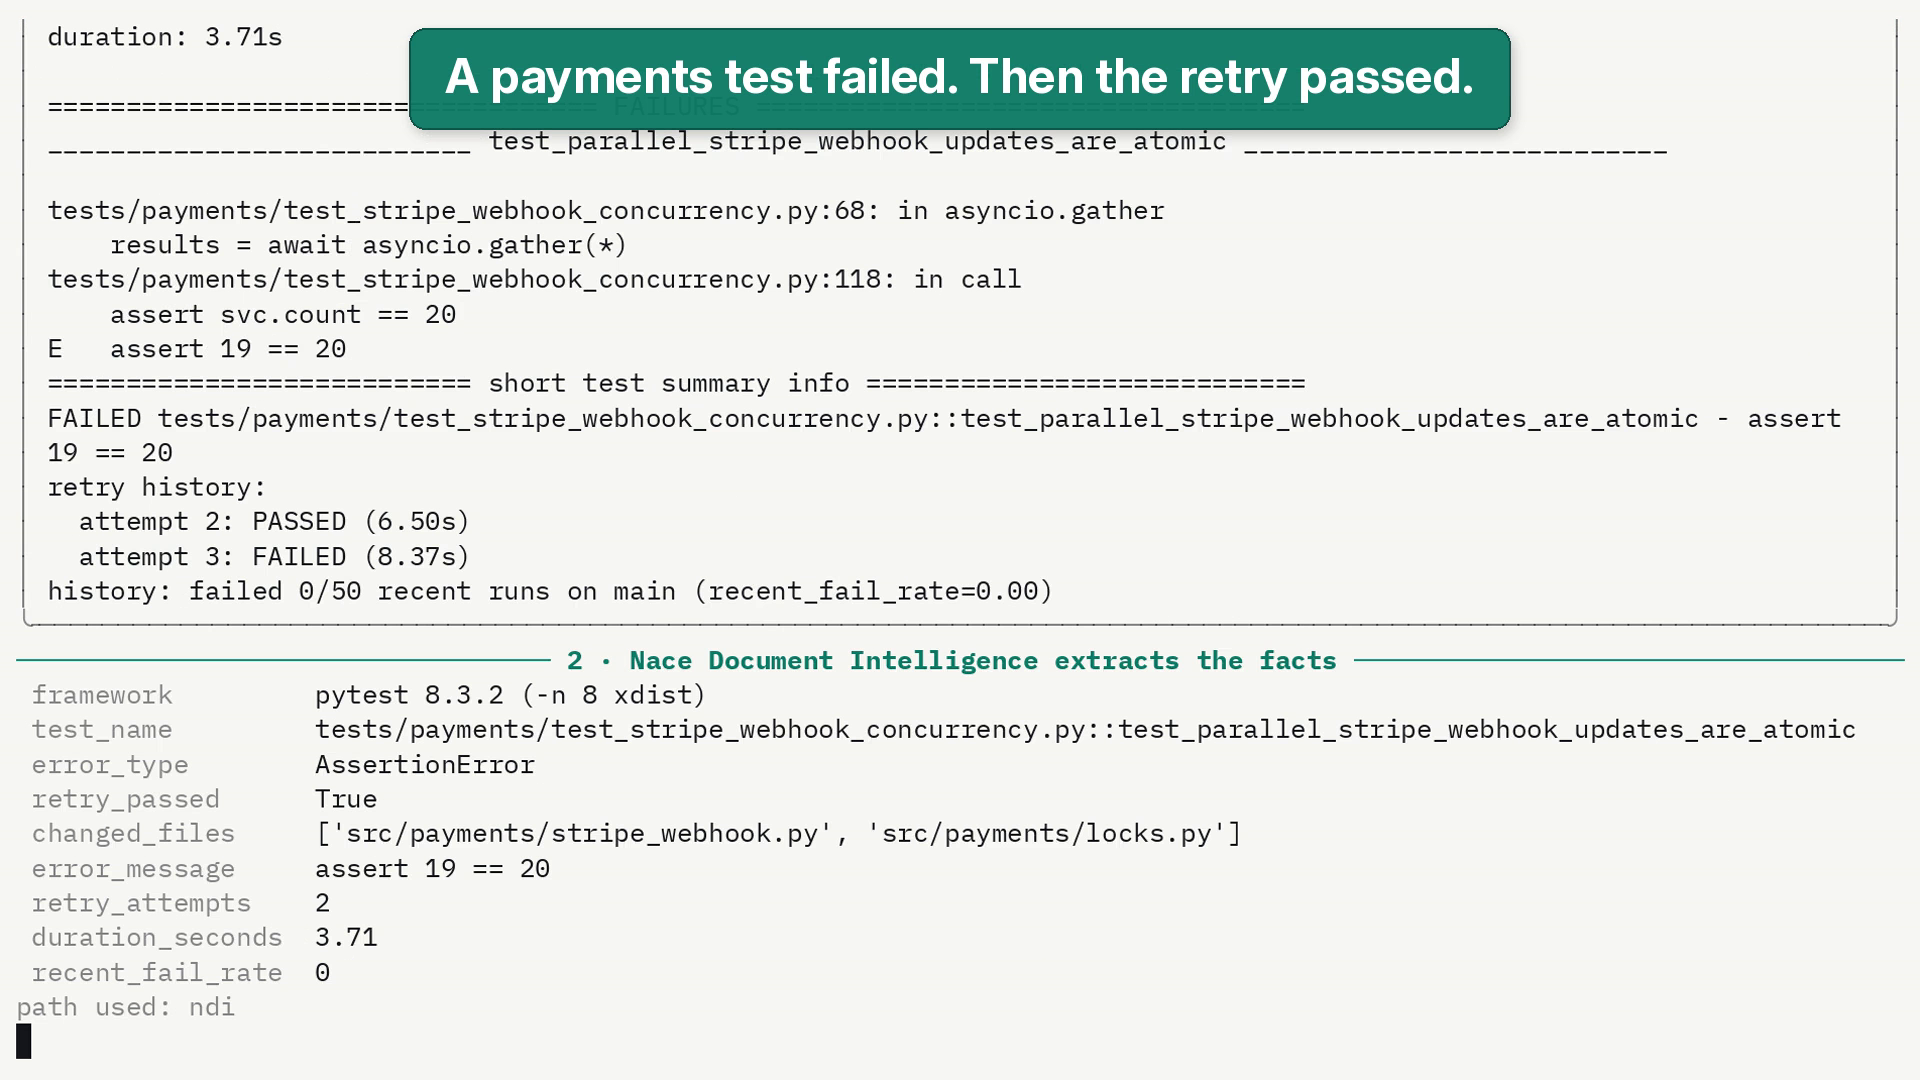 duration: 3.71s
A payments test failed. Then the retry passed.
================================== FAILURES ===================================
___________________________ test_parallel_stripe_webhook_updates_are_atomic ___________________________
tests/payments/test_stripe_webhook_concurrency.py:68: in asyncio.gather
    results = await asyncio.gather(*)
tests/payments/test_stripe_webhook_concurrency.py:118: in call
    assert svc.count == 20
E   assert 19 == 20
=========================== short test summary info ============================
FAILED tests/payments/test_stripe_webhook_concurrency.py::test_parallel_stripe_webhook_updates_are_atomic - assert
19 == 20
retry history:
  attempt 2: PASSED (6.50s)
  attempt 3: FAILED (8.37s)
history: failed 0/50 recent runs on main (recent_fail_rate=0.00)
2 · Nace Document Intelligence extracts the facts
framework pytest 8.3.2 (-n 8 xdist)
test_name tests/payments/test_stripe_webhook_concurrency.py::test_parallel_stripe_webhook_updates_are_atomic
error_type AssertionError
retry_passed True
changed_files ['src/payments/stripe_webhook.py', 'src/payments/locks.py']
error_message assert 19 == 20
retry_attempts 2
duration_seconds 3.71
recent_fail_rate 0
path used: ndi